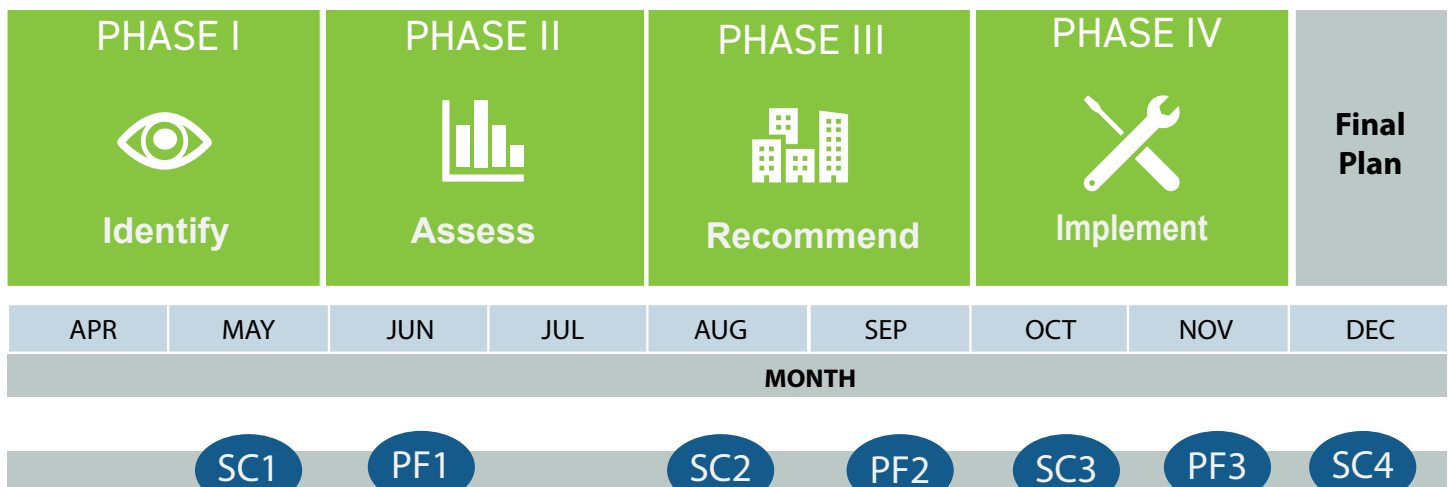 PHASE I
PHASE II
PHASE III
PHASE IV
Identify
Assess
Recommend
Implement
Final
Plan
APR MAY JUN JUL AUG SEP OCT NOV DEC
MONTH
SC1 PF1 SC2 PF2 SC3 PF3 SC4